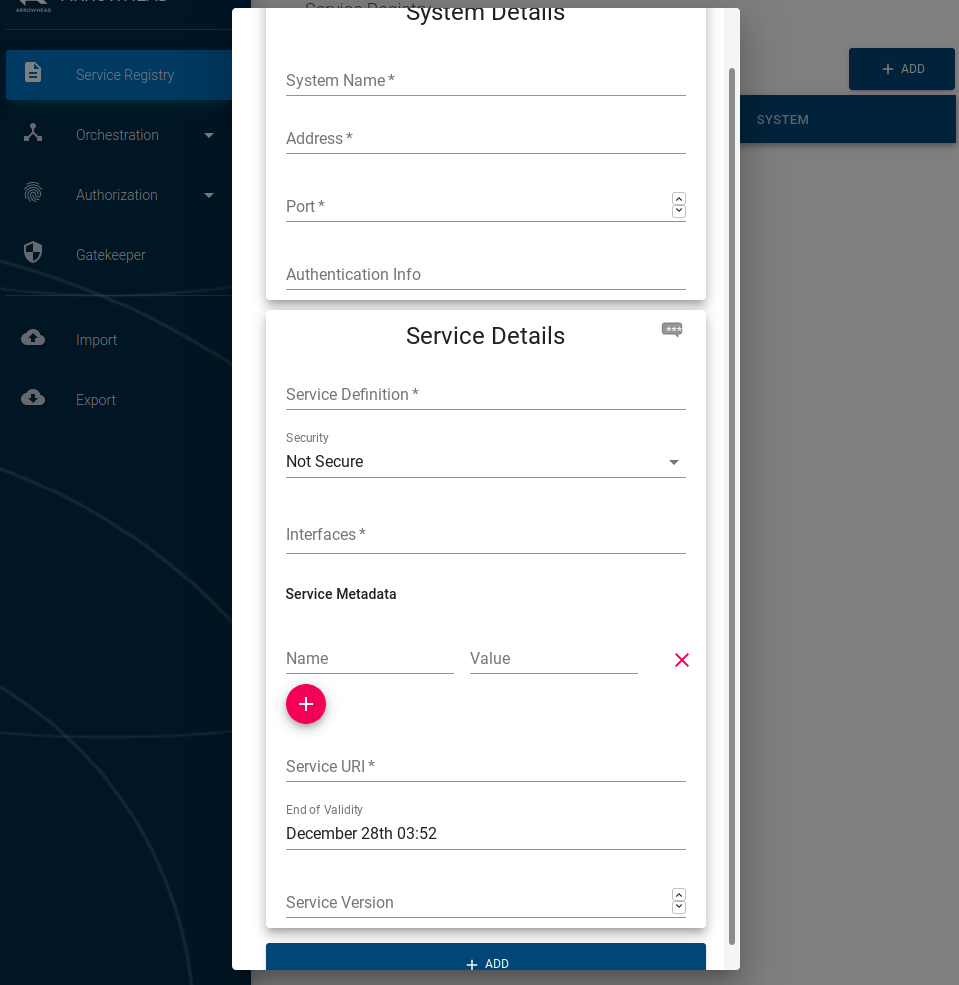 ARROWHEAD
Service Registry
Orchestration
Authorization
Gatekeeper
Import
Export
Service Registry
ADD
SYSTEM
System Details
System Name *
Address *
Port *
Authentication Info
Service Details
***
Service Definition *
Security
Not Secure
Interfaces *
Service Metadata
Name
Value
Service URI *
End of Validity
December 28th 03:52
Service Version
ADD